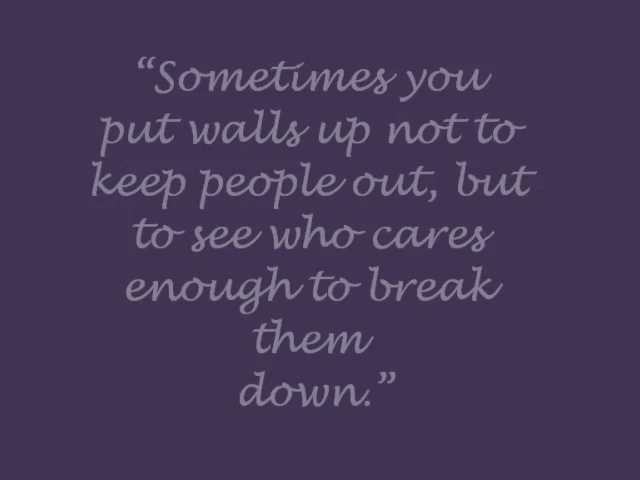 “Sometimes you
put walls up not to
keep people out, but
to see who cares
enough to break
them
down.”